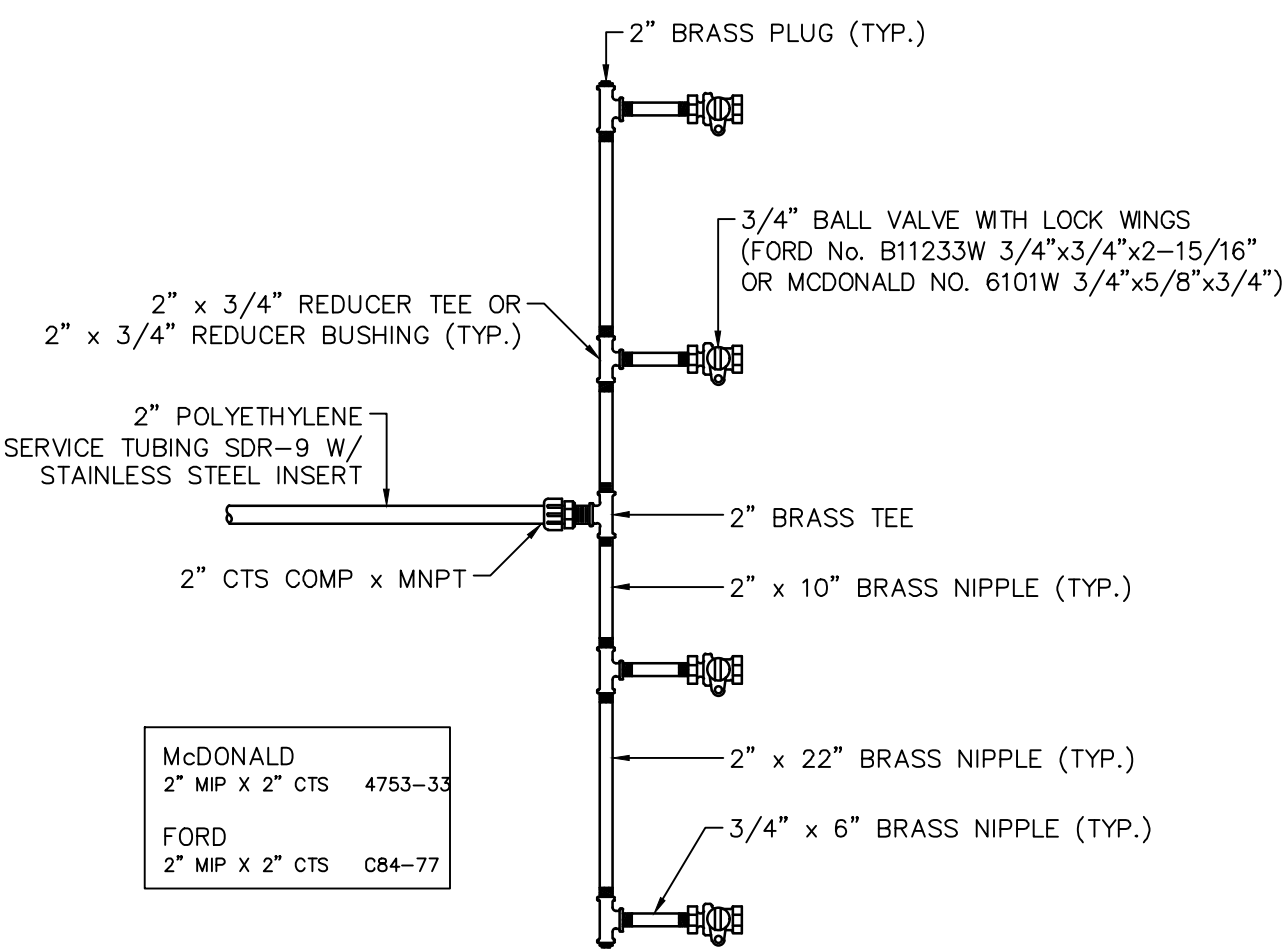 2” BRASS PLUG (TYP.)
3/4” BALL VALVE WITH LOCK WINGS
(FORD No. B11233W 3/4”x3/4”x2–15/16”
OR MCDONALD NO. 6101W 3/4”x5/8”x3/4”)
2” x 3/4” REDUCER TEE OR
2” x 3/4” REDUCER BUSHING (TYP.)
2” POLYETHYLENE
SERVICE TUBING SDR–9 W/
STAINLESS STEEL INSERT
2” BRASS TEE
2” CTS COMP x MNPT
2” x 10” BRASS NIPPLE (TYP.)
McDONALD
2” MIP X 2” CTS 4753–33
FORD
2” MIP X 2” CTS C84–77
2” x 22” BRASS NIPPLE (TYP.)
3/4” x 6” BRASS NIPPLE (TYP.)